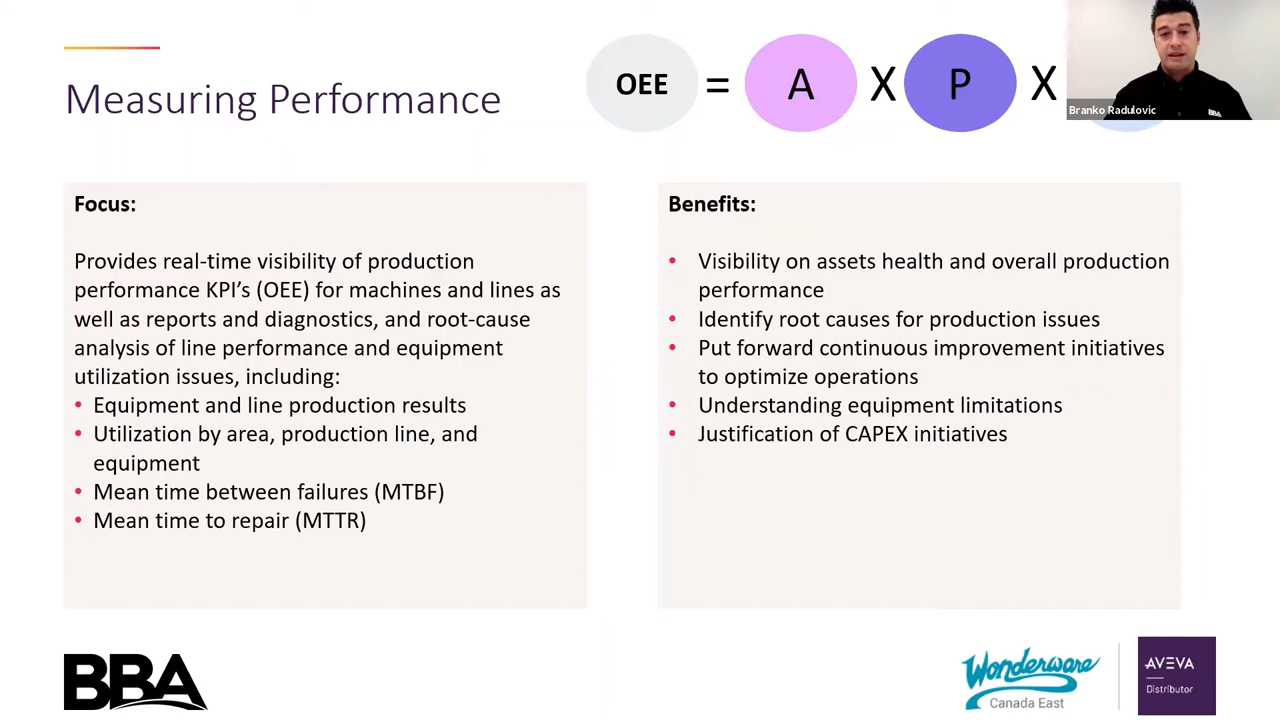 Measuring Performance
OEE = A X P X
Branko Radulovic
BBA
Focus:
Provides real-time visibility of production
performance KPI's (OEE) for machines and lines as
well as reports and diagnostics, and root-cause
analysis of line performance and equipment
utilization issues, including:
• Equipment and line production results
• Utilization by area, production line, and
equipment
• Mean time between failures (MTBF)
• Mean time to repair (MTTR)
Benefits:
• Visibility on assets health and overall production
performance
• Identify root causes for production issues
• Put forward continuous improvement initiatives
to optimize operations
• Understanding equipment limitations
• Justification of CAPEX initiatives
BBA
Wonderware
Canada East
AVEVA
Distributor